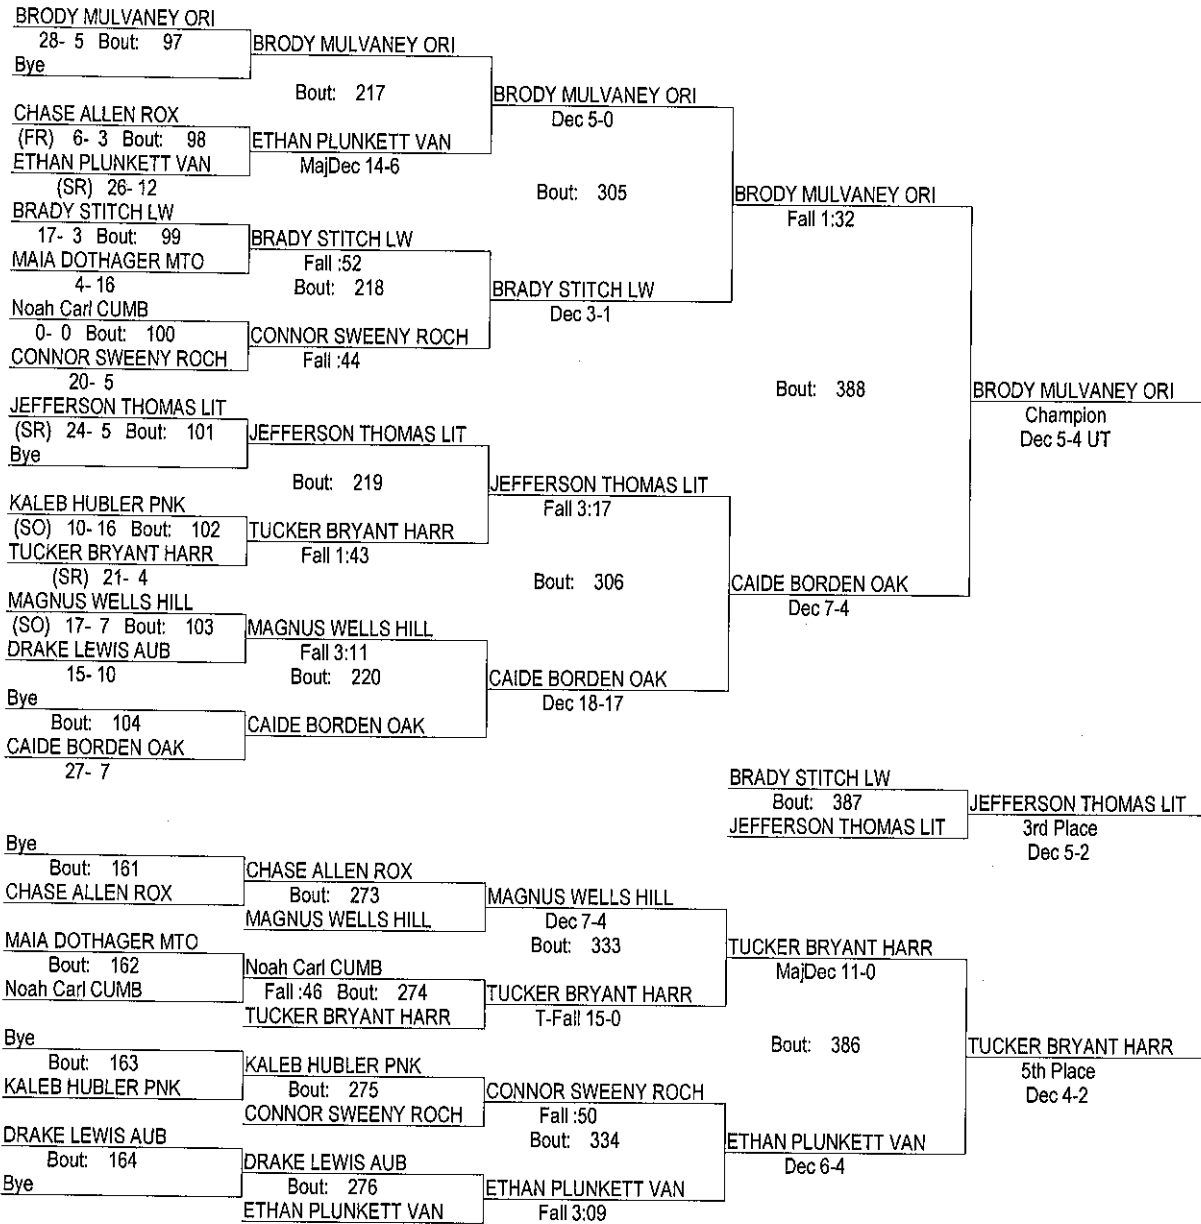 BRODY MULVANEY ORI
28- 5 Bout: 97
Bye
BRODY MULVANEY ORI
Bout: 217
CHASE ALLEN ROX
(FR) 6- 3 Bout: 98
ETHAN PLUNKETT VAN
(SR) 26- 12
ETHAN PLUNKETT VAN
MajDec 14-6
BRODY MULVANEY ORI
Dec 5-0
Bout: 305
BRADY STITCH LW
17- 3 Bout: 99
MAIA DOTHAGER MTO
4- 16
BRADY STITCH LW
Fall :52
Bout: 218
Noah Carl CUMB
0- 0 Bout: 100
CONNOR SWEENY ROCH
20- 5
CONNOR SWEENY ROCH
Fall :44
BRADY STITCH LW
Dec 3-1
BRODY MULVANEY ORI
Fall 1:32
Bout: 388
BRODY MULVANEY ORI
Champion
Dec 5-4 UT
JEFFERSON THOMAS LIT
(SR) 24- 5 Bout: 101
Bye
JEFFERSON THOMAS LIT
Bout: 219
KALEB HUBLER PNK
(SO) 10- 16 Bout: 102
TUCKER BRYANT HARR
(SR) 21- 4
TUCKER BRYANT HARR
Fall 1:43
JEFFERSON THOMAS LIT
Fall 3:17
Bout: 306
MAGNUS WELLS HILL
(SO) 17- 7 Bout: 103
DRAKE LEWIS AUB
15- 10
MAGNUS WELLS HILL
Fall 3:11
Bout: 220
Bye
Bout: 104
CAIDE BORDEN OAK
27- 7
CAIDE BORDEN OAK
CAIDE BORDEN OAK
Dec 18-17
CAIDE BORDEN OAK
Dec 7-4
BRADY STITCH LW
Bout: 387
JEFFERSON THOMAS LIT
JEFFERSON THOMAS LIT
3rd Place
Dec 5-2
Bye
Bout: 161
CHASE ALLEN ROX
CHASE ALLEN ROX
Bout: 273
MAGNUS WELLS HILL
MAGNUS WELLS HILL
Dec 7-4
Bout: 333
MAIA DOTHAGER MTO
Bout: 162
Noah Carl CUMB
Noah Carl CUMB
Fall :46 Bout: 274
TUCKER BRYANT HARR
TUCKER BRYANT HARR
T-Fall 15-0
TUCKER BRYANT HARR
MajDec 11-0
Bout: 386
Bye
Bout: 163
KALEB HUBLER PNK
KALEB HUBLER PNK
Bout: 275
CONNOR SWEENY ROCH
CONNOR SWEENY ROCH
Fall :50
Bout: 334
DRAKE LEWIS AUB
Bout: 164
Bye
DRAKE LEWIS AUB
Bout: 276
ETHAN PLUNKETT VAN
ETHAN PLUNKETT VAN
Fall 3:09
ETHAN PLUNKETT VAN
Dec 6-4
TUCKER BRYANT HARR
5th Place
Dec 4-2